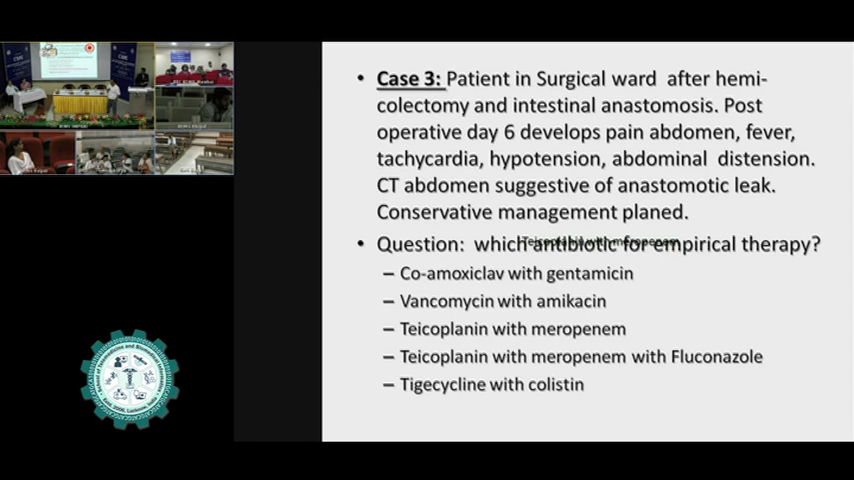 • Case 3: Patient in Surgical ward after hemi-
colectomy and intestinal anastomosis. Post
operative day 6 develops pain abdomen, fever,
tachycardia, hypotension, abdominal distension.
CT abdomen suggestive of anastomotic leak.
Conservative management planed.
• Question: which antibiotic for empirical therapy?
Teicoplanin with meropenem
– Co-amoxiclav with gentamicin
– Vancomycin with amikacin
– Teicoplanin with meropenem
– Teicoplanin with meropenem with Fluconazole
– Tigecycline with colistin